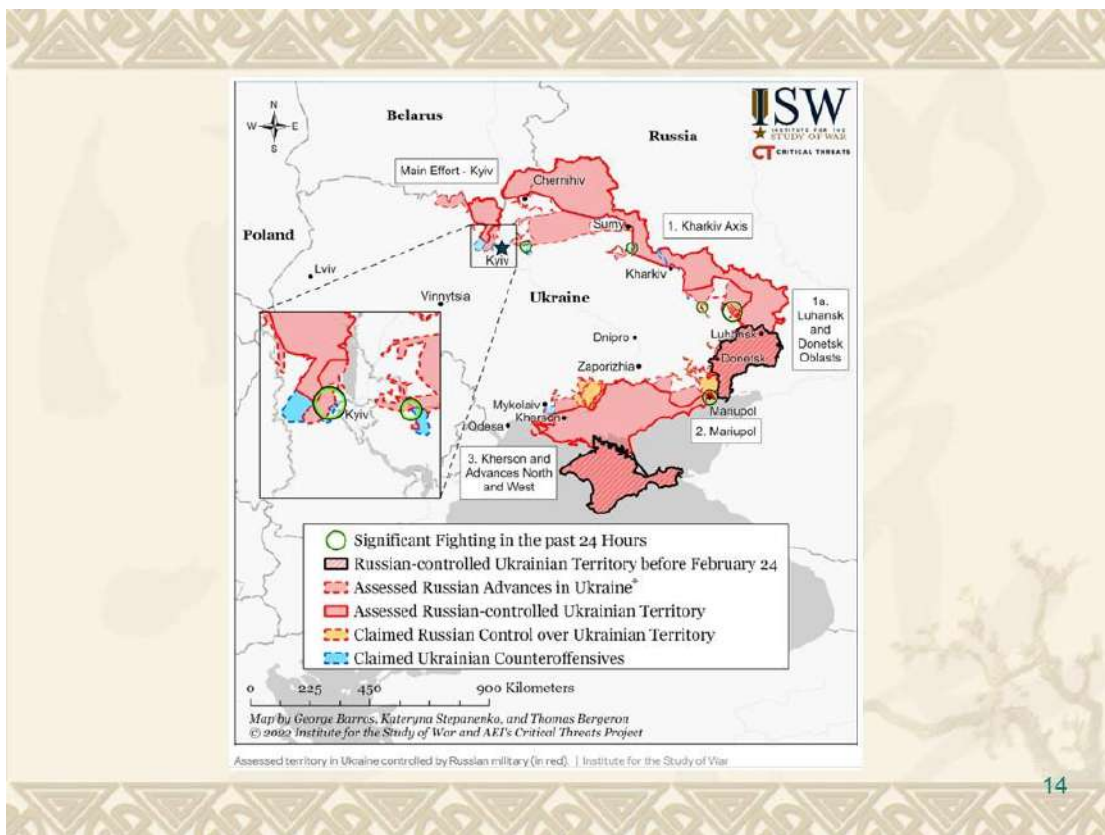 N
W E
S
Belarus
Russia
ISW
INSTITUTE FOR THE
STUDY OF WAR
CT CRITICAL THREATS
Main Effort - Kyiv
Chernihiv
Poland
Sumy
1. Kharkiv Axis
Kyiv
Lviv
Kharkiv
Vinnytsia
Ukraine
1a.
Luhansk
and
Donetsk
Oblasts
Luhansk
Dnipro
Donetsk
Zaporizhia
Mykolaiv
Kherson
Odesa
Mariupol
2. Mariupol
Kyiv
3. Kherson and
Advances North
and West
Significant Fighting in the past 24 Hours
Russian-controlled Ukrainian Territory before February 24
Assessed Russian Advances in Ukraine*
Assessed Russian-controlled Ukrainian Territory
Claimed Russian Control over Ukrainian Territory
Claimed Ukrainian Counteroffensives
0 225 450 900 Kilometers
Map by George Barros, Kateryna Stepanenko, and Thomas Bergeron
© 2022 Institute for the Study of War and AEI's Critical Threats Project
Assessed territory in Ukraine controlled by Russian military (in red). | Institute for the Study of War
14